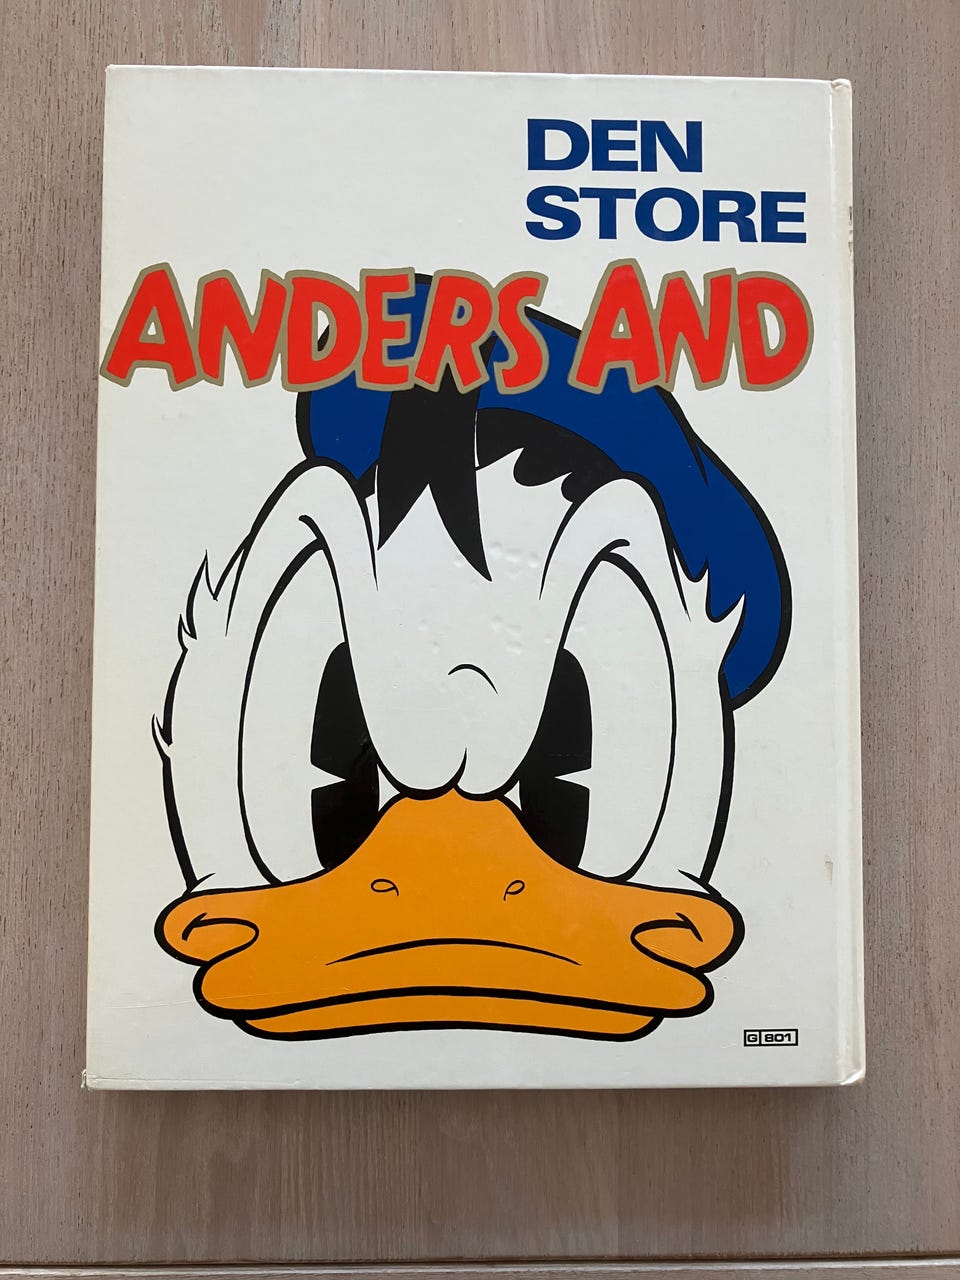 DEN
STORE
ANDERS AND
G 801